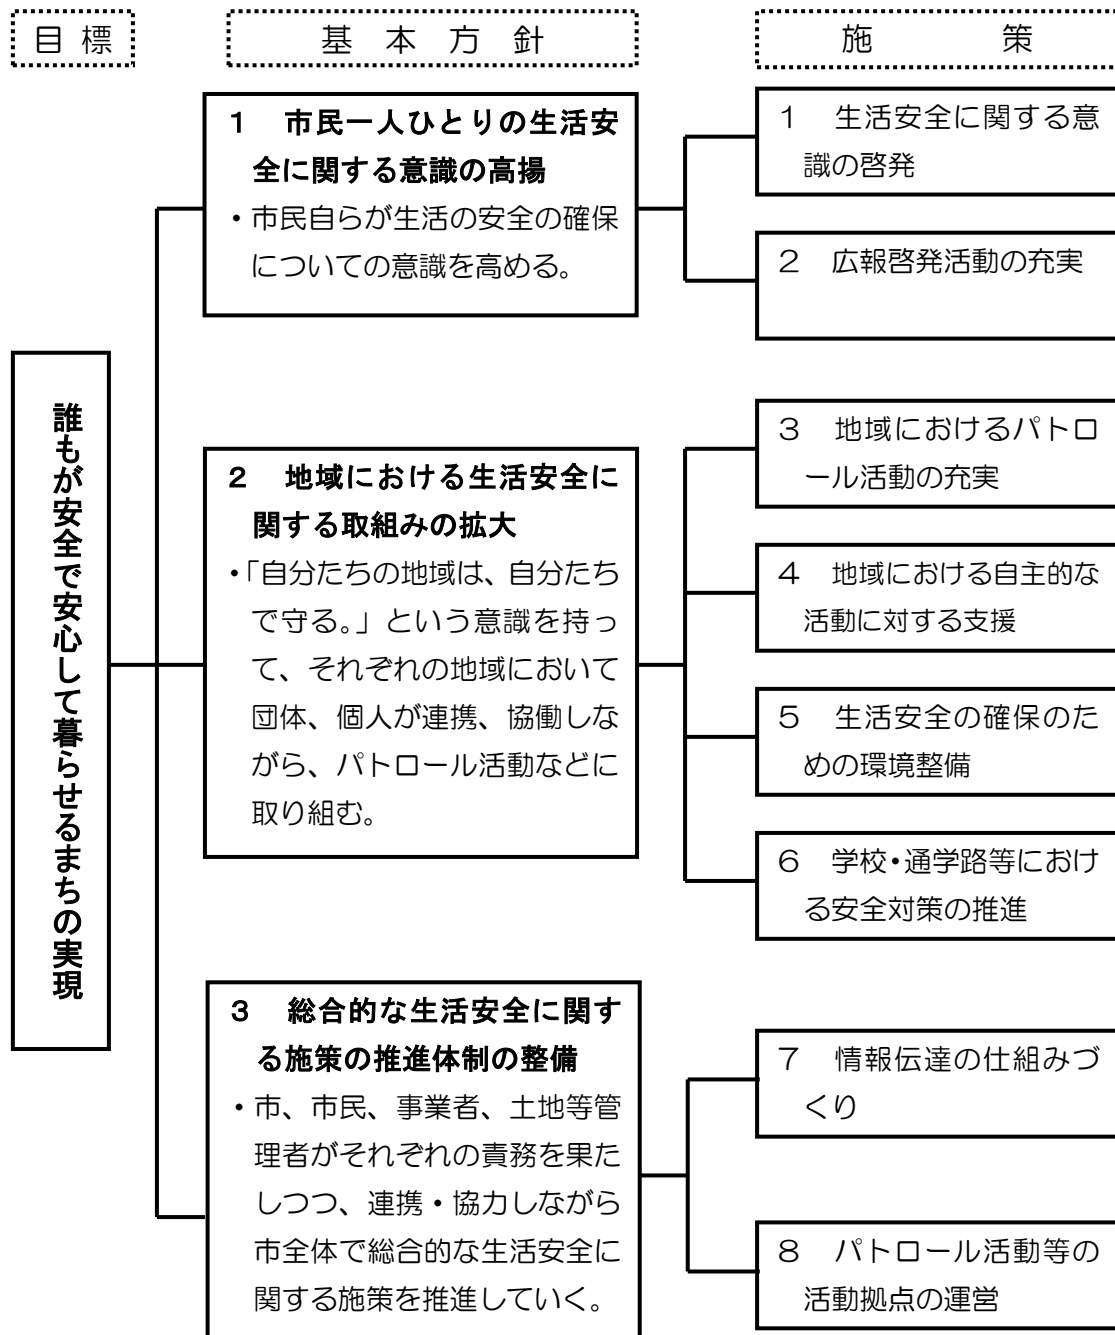 目標
基本方針
施策
誰もが安全で安心して暮らせるまちの実現
1 市民一人ひとりの生活安
全に関する意識の高揚
・市民自らが生活の安全の確保
についての意識を高める。
1 生活安全に関する意
識の啓発
2 広報啓発活動の充実
2 地域における生活安全に
関する取組みの拡大
・「自分たちの地域は、自分たち
で守る。」という意識を持っ
て、それぞれの地域において
団体、個人が連携、協働しな
がら、パトロール活動などに
取り組む。
3 地域におけるパトロ
ール活動の充実
4 地域における自主的な
活動に対する支援
5 生活安全の確保のた
めの環境整備
6 学校・通学路等におけ
る安全対策の推進
3 総合的な生活安全に関す
る施策の推進体制の整備
・市、市民、事業者、土地等管
理者がそれぞれの責務を果た
しつつ、連携・協力しながら
市全体で総合的な生活安全に
関する施策を推進していく。
7 情報伝達の仕組みづ
くり
8 パトロール活動等の
活動拠点の運営